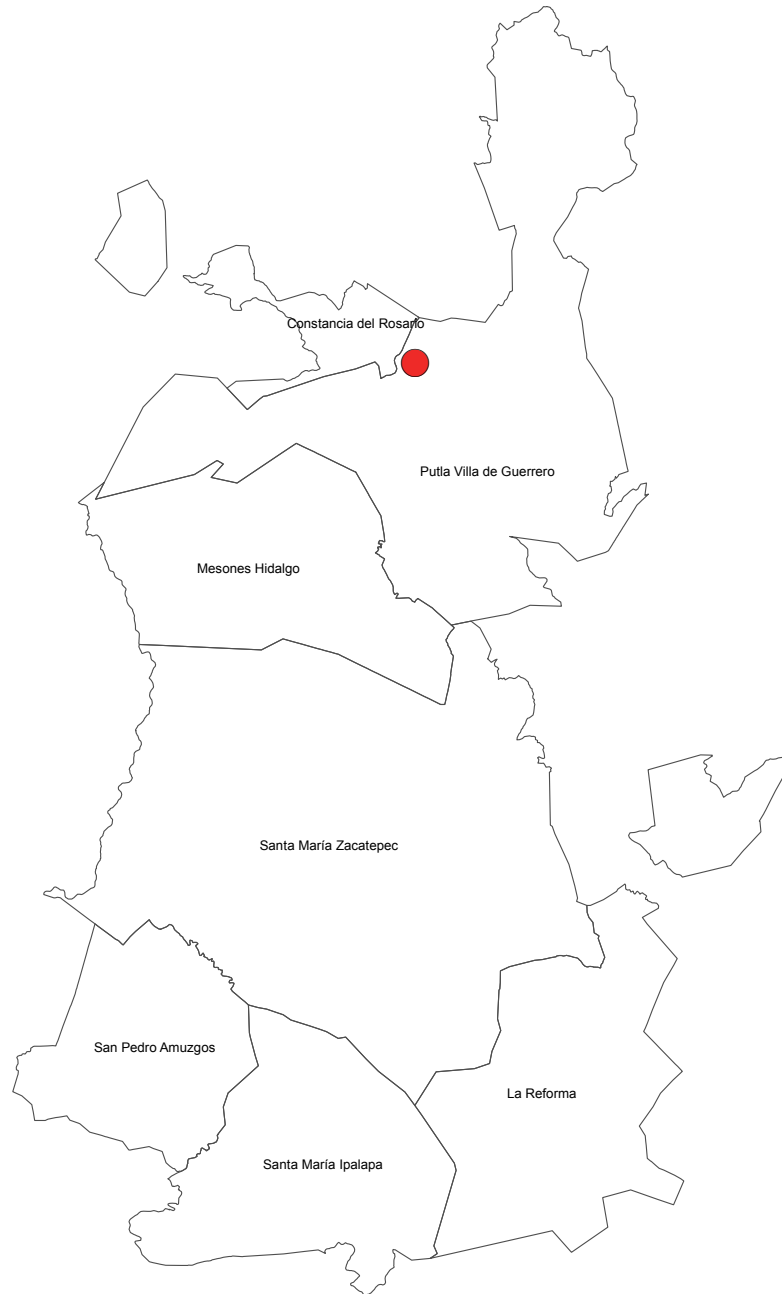 Constancia del Rosario
Putla Villa de Guerrero
Mesones Hidalgo
Santa María Zacatepec
San Pedro Amuzgos
La Reforma
Santa María Ipalapa